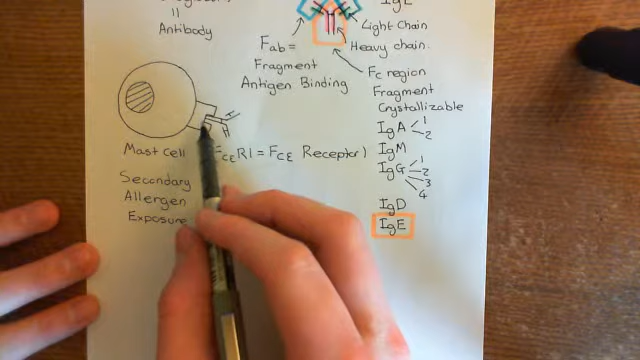 =
Antibody
Light Chain
Heavy chain.
Fab =
Fragment
Antigen Binding
Fc region
Fragment
Crystallizable
IgA 1
2
IgM
IgG 1
2
3
4
IgD
IgE
Mast Cell
FcεRI = Fcε Receptor)
Secondary
Allergen
Exposure